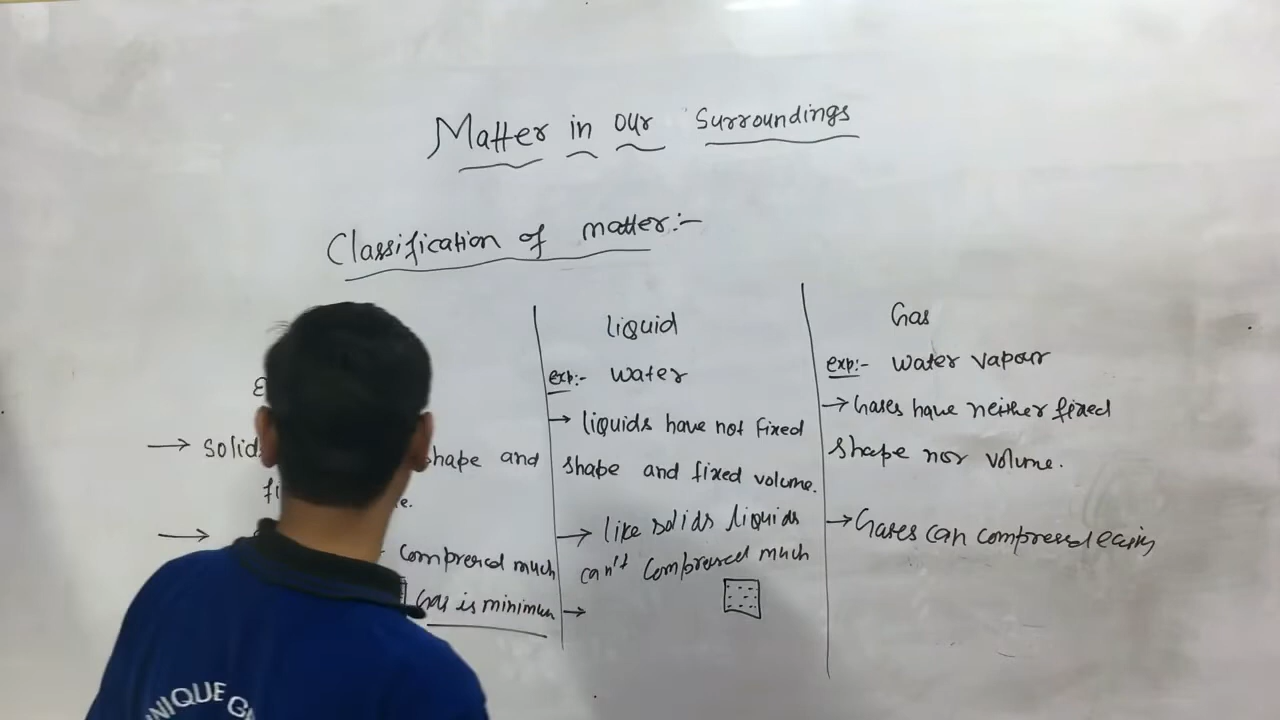 Matter in our Surroundings
Classification of matter:-
→ solids
shape and
compressed much
Gas is minimum
liquid
exp:- water
→ liquids have not fixed
shape and fixed volume.
→ like solids liquids
can't compressed much
→
Gas
exp:- water vapour
→ Gases have neither fixed
shape nor volume.
→ Gases can compressed easily
UNIQUE